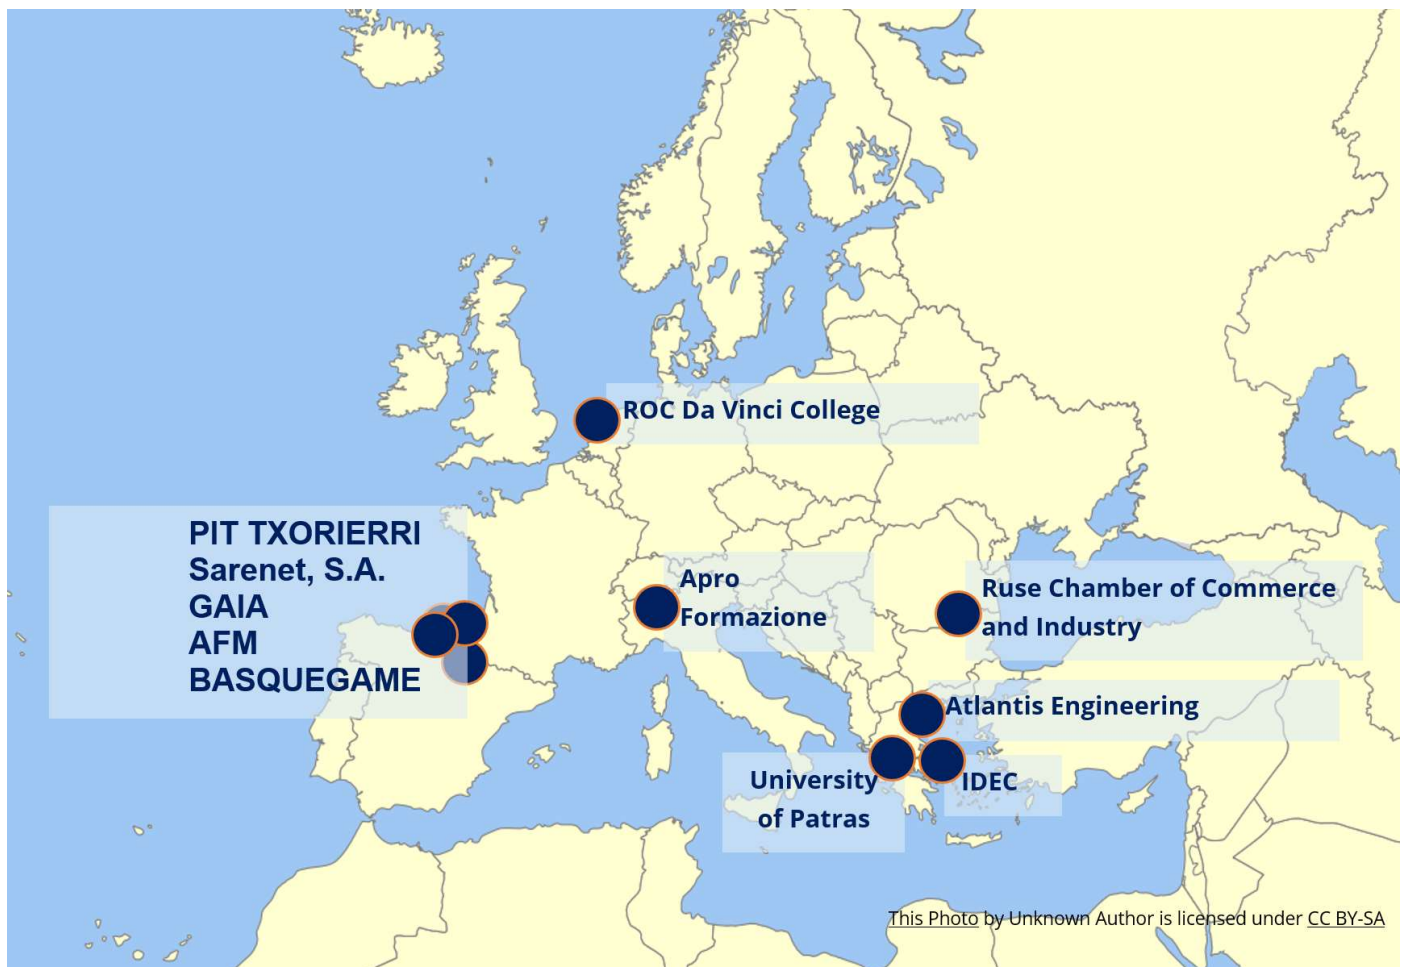 ROC Da Vinci College
PIT TXORIERRI
Sarenet, S.A.
GAIA
AFM
BASQUEGAME
Apro
Formazione
Ruse Chamber of Commerce
and Industry
Atlantis Engineering
University
of Patras
IDEC
This Photo by Unknown Author is licensed under CC BY-SA